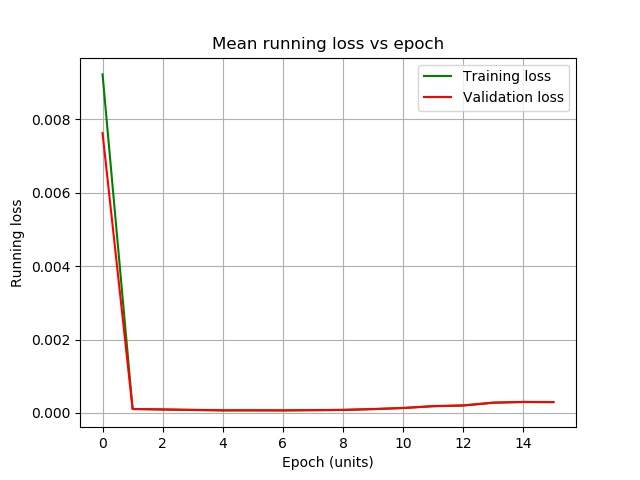 Mean running loss vs epoch
Training loss
Validation loss
0.008
0.006
0.004
0.002
0.000
Running loss
0 2 4 6 8 10 12 14
Epoch (units)